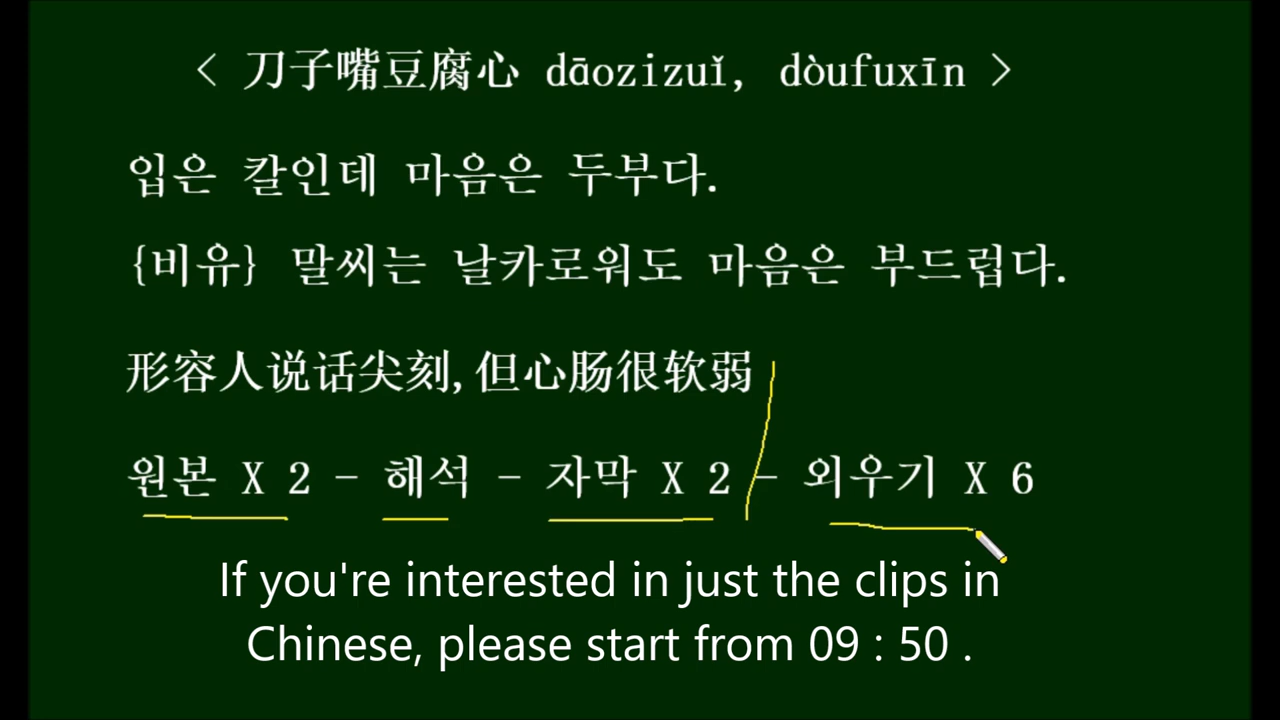 < 刀子嘴豆腐心 dāozizuǐ, dòufuxīn >
입은 칼인데 마음은 두부다.
{비유} 말씨는 날카로워도 마음은 부드럽다.
形容人说话尖刻,但心肠很软弱
원본 X 2 - 해석 - 자막 X 2 - 외우기 X 6
If you're interested in just the clips in
Chinese, please start from 09 : 50 .